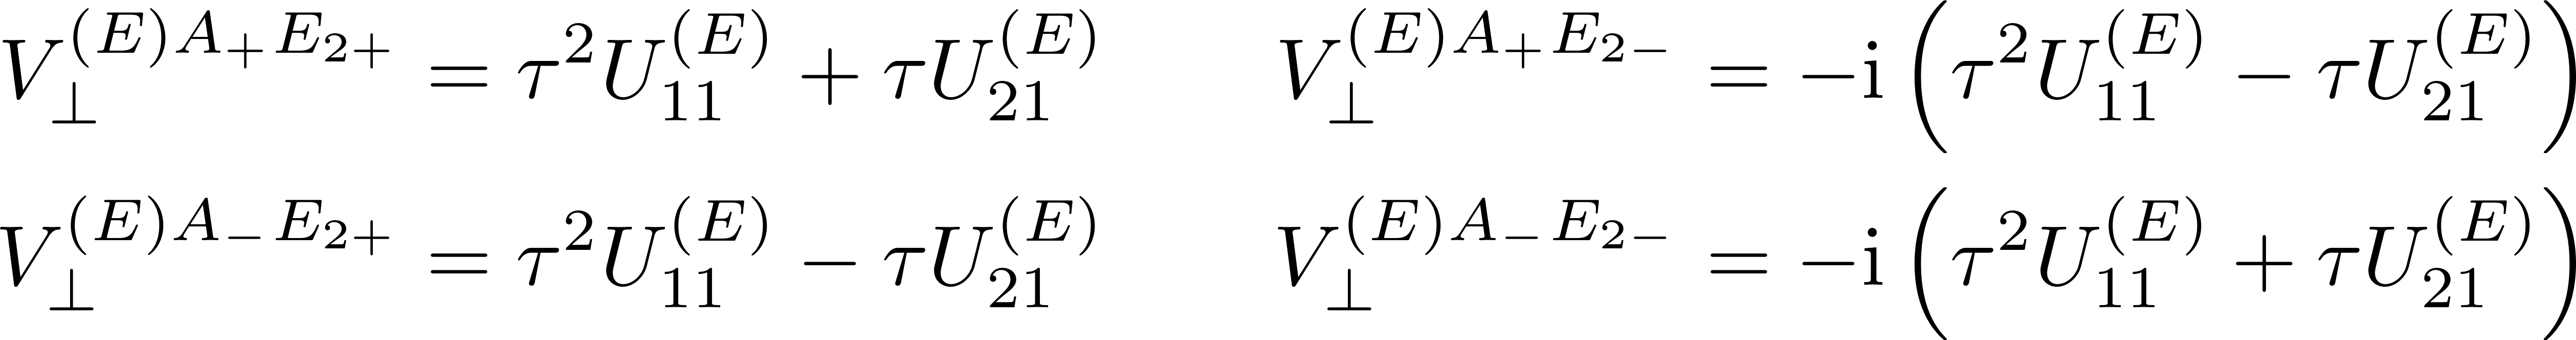 $V_{\perp}^{(E)A_{+}E_{2+}} = \tau^2 U_{11}^{(E)} + \tau U_{21}^{(E)} \qquad V_{\perp}^{(E)A_{+}E_{2-}} = -\mathrm{i}\left(\tau^2 U_{11}^{(E)} - \tau U_{21}^{(E)}\right)$
$V_{\perp}^{(E)A_{-}E_{2+}} = \tau^2 U_{11}^{(E)} - \tau U_{21}^{(E)} \qquad V_{\perp}^{(E)A_{-}E_{2-}} = -\mathrm{i}\left(\tau^2 U_{11}^{(E)} + \tau U_{21}^{(E)}\right)$